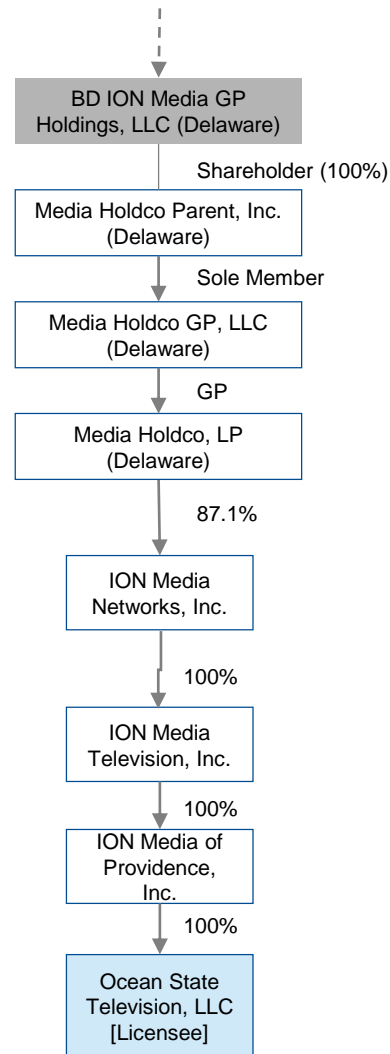 BD ION Media GP
Holdings, LLC (Delaware)
Shareholder (100%)
Media Holdco Parent, Inc.
(Delaware)
Sole Member
Media Holdco GP, LLC
(Delaware)
GP
Media Holdco, LP
(Delaware)
87.1%
ION Media
Networks, Inc.
100%
ION Media
Television, Inc.
100%
ION Media of
Providence,
Inc.
100%
Ocean State
Television, LLC
[Licensee]